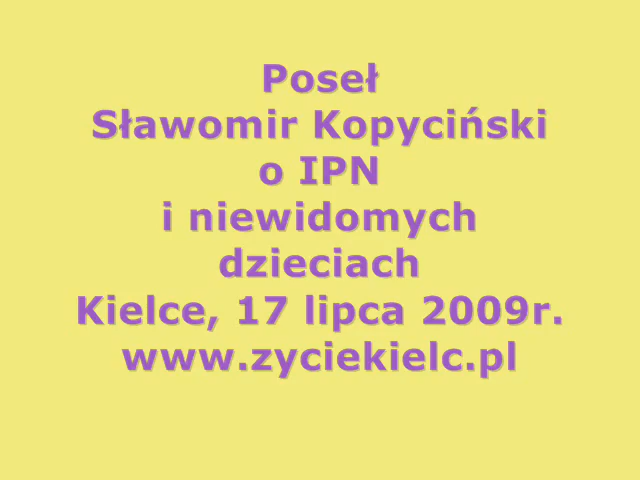 Poseł
Sławomir Kopyciński
o IPN
i niewidomych
dzieciach
Kielce, 17 lipca 2009r.
www.zyciekielc.pl